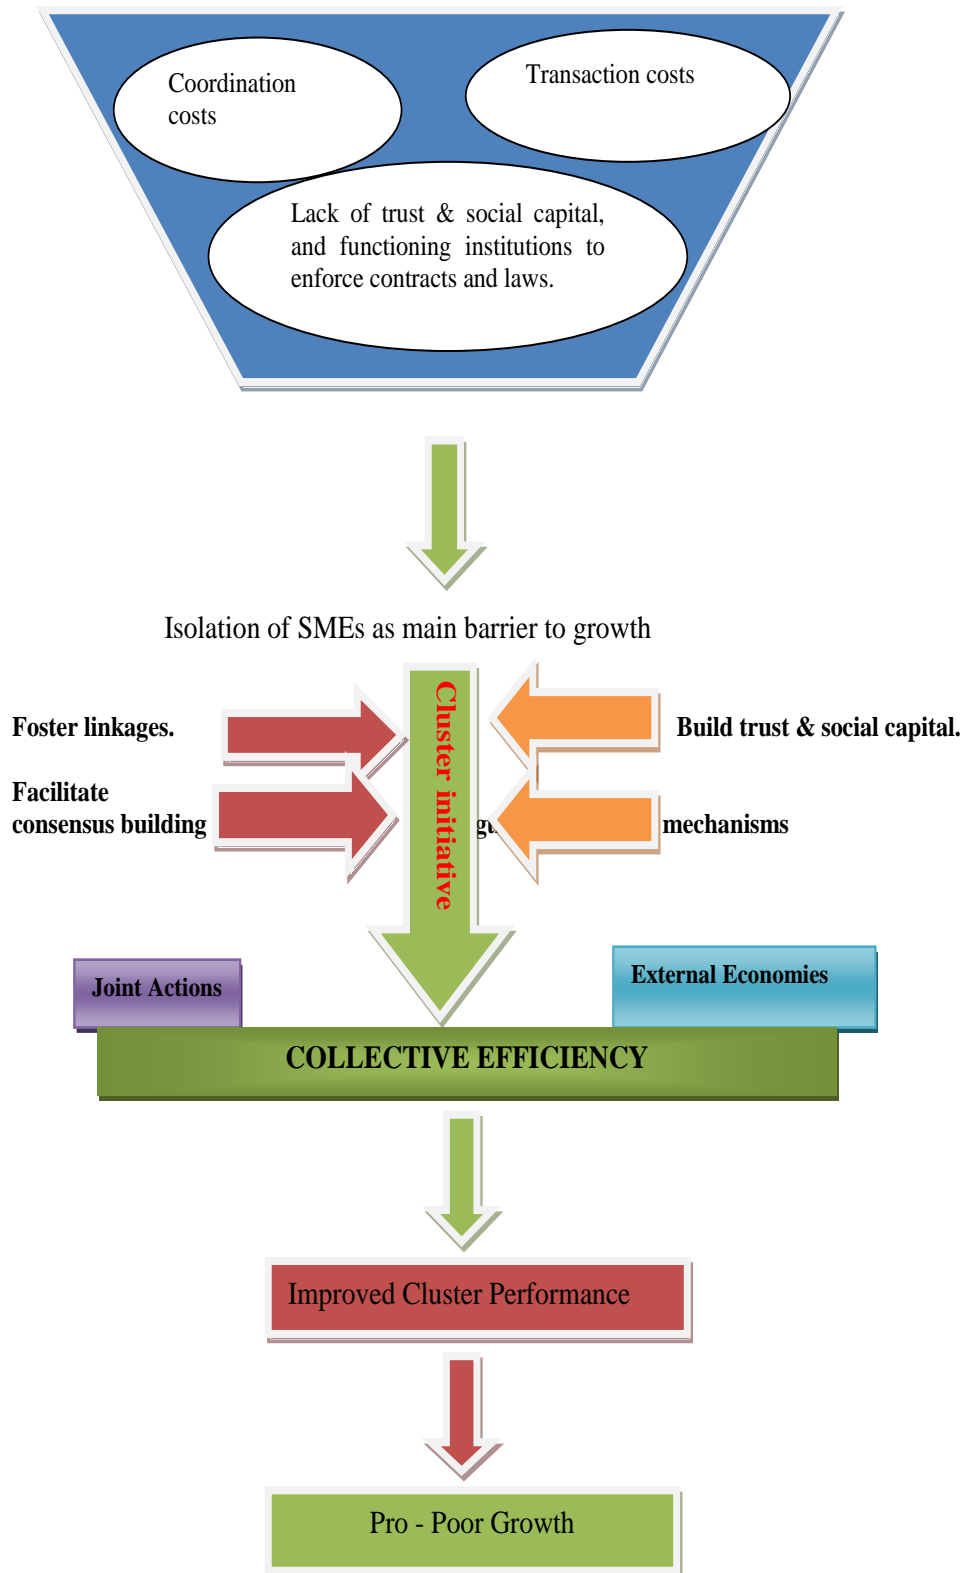 Coordination
costs
Transaction costs
Lack of trust & social capital,
and functioning institutions to
enforce contracts and laws.
Isolation of SMEs as main barrier to growth
Cluster initiative
Foster linkages.
Build trust & social capital.
Facilitate
consensus building
mechanisms
Joint Actions
External Economies
COLLECTIVE EFFICIENCY
Improved Cluster Performance
Pro - Poor Growth